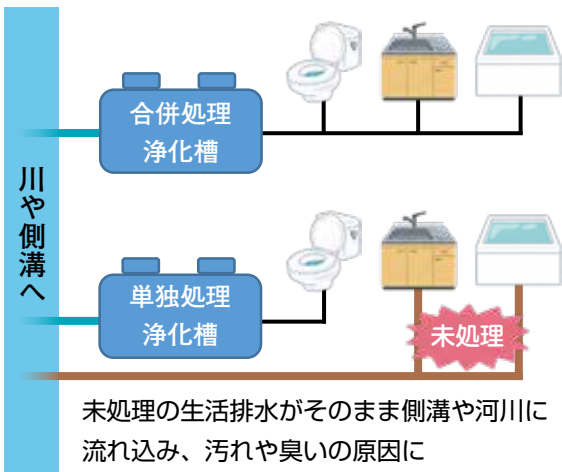 川や側溝へ
合併処理
浄化槽
単独処理
浄化槽
未処理
未処理の生活排水がそのまま側溝や河川に
流れ込み、汚れや臭いの原因に